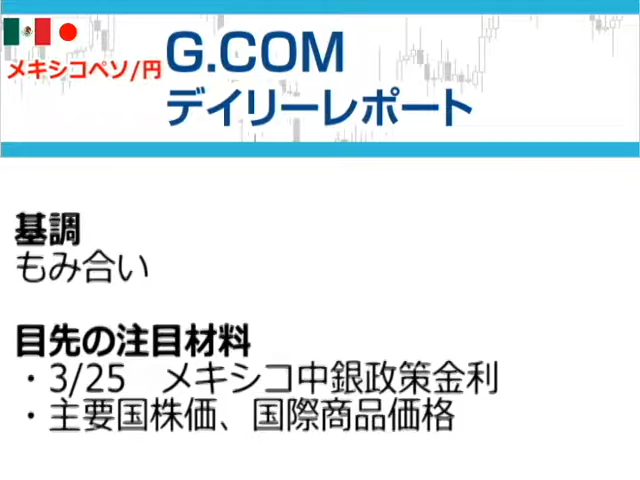 メキシコペソ/円
G.COM
デイリーレポート
基調
もみ合い
目先の注目材料
・3/25　メキシコ中銀政策金利
・主要国株価、国際商品価格